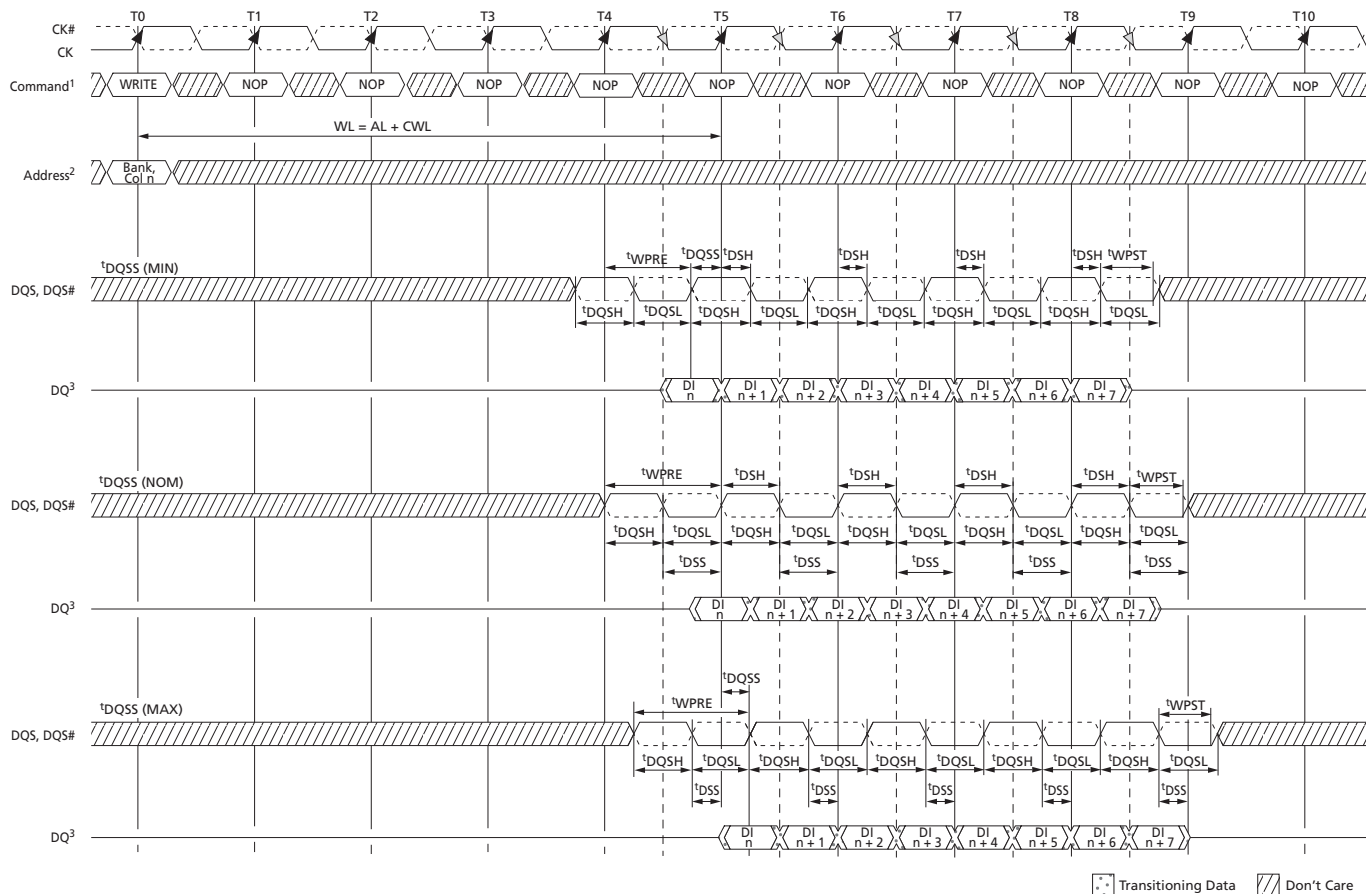 T0 T1 T2 T3 T4 T5 T6 T7 T8 T9 T10
CK#
CK
Command1 WRITE NOP NOP NOP NOP NOP NOP NOP NOP NOP NOP
WL = AL + CWL
Address2 Bank,
Col n
tDQSS (MIN) tWPRE tDQSS tDSH tDSH tDSH tDSH tWPST
DQS, DQS#
tDQSH tDQSL tDQSH tDQSL tDQSH tDQSL tDQSH tDQSL tDQSH tDQSL
DQ3 DI n DI n + 1 DI n + 2 DI n + 3 DI n + 4 DI n + 5 DI n + 6 DI n + 7
tDQSS (NOM) tWPRE tDSH tDSH tDSH tDSH tWPST
DQS, DQS#
tDQSH tDQSL tDQSH tDQSL tDQSH tDQSL tDQSH tDQSL tDQSH tDQSL
tDSS tDSS tDSS tDSS tDSS
DQ3 DI n DI n + 1 DI n + 2 DI n + 3 DI n + 4 DI n + 5 DI n + 6 DI n + 7
tDQSS
tDQSS (MAX) tWPRE tWPST
DQS, DQS#
tDQSH tDQSL tDQSH tDQSL tDQSH tDQSL tDQSH tDQSL tDQSH tDQSL
tDSS tDSS tDSS tDSS tDSS
DQ3 DI n DI n + 1 DI n + 2 DI n + 3 DI n + 4 DI n + 5 DI n + 6 DI n + 7
Transitioning Data Don't Care